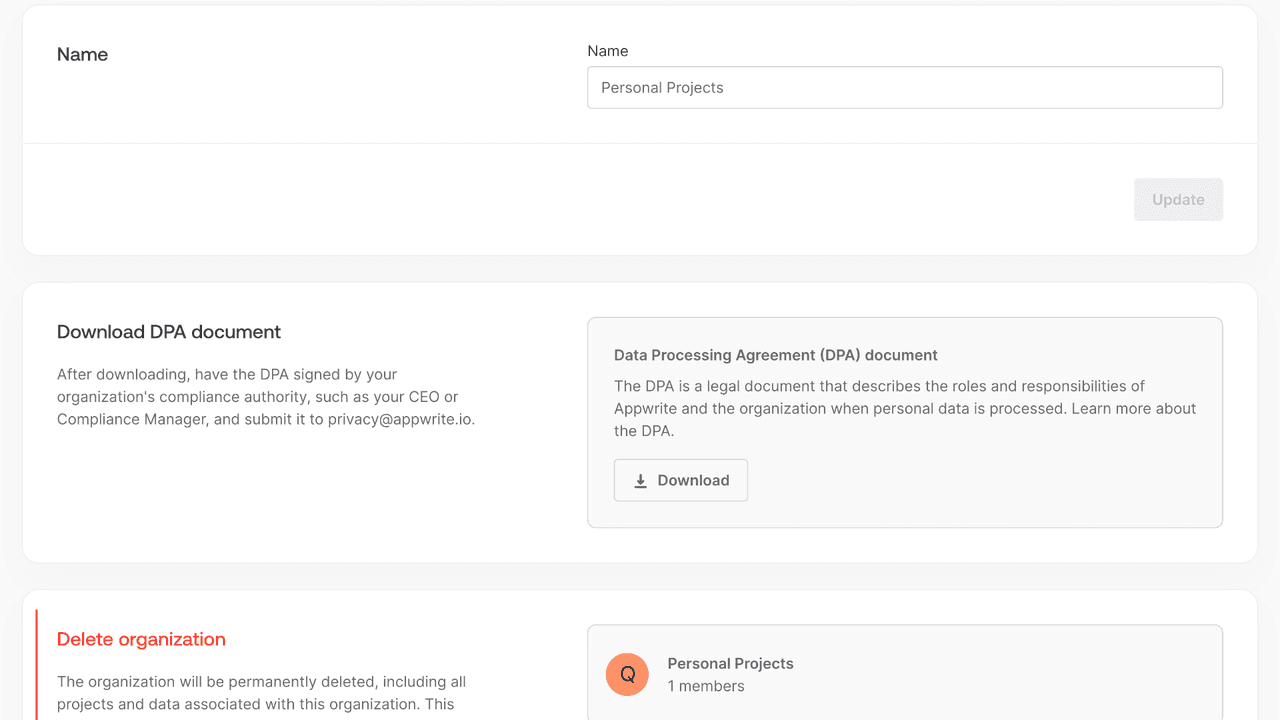 Name
Name
Personal Projects
Update
Download DPA document
After downloading, have the DPA signed by your
organization's compliance authority, such as your CEO or
Compliance Manager, and submit it to privacy@appwrite.io.
Data Processing Agreement (DPA) document
The DPA is a legal document that describes the roles and responsibilities of
Appwrite and the organization when personal data is processed. Learn more about
the DPA.
Download
Delete organization
The organization will be permanently deleted, including all
projects and data associated with this organization. This
Q
Personal Projects
1 members